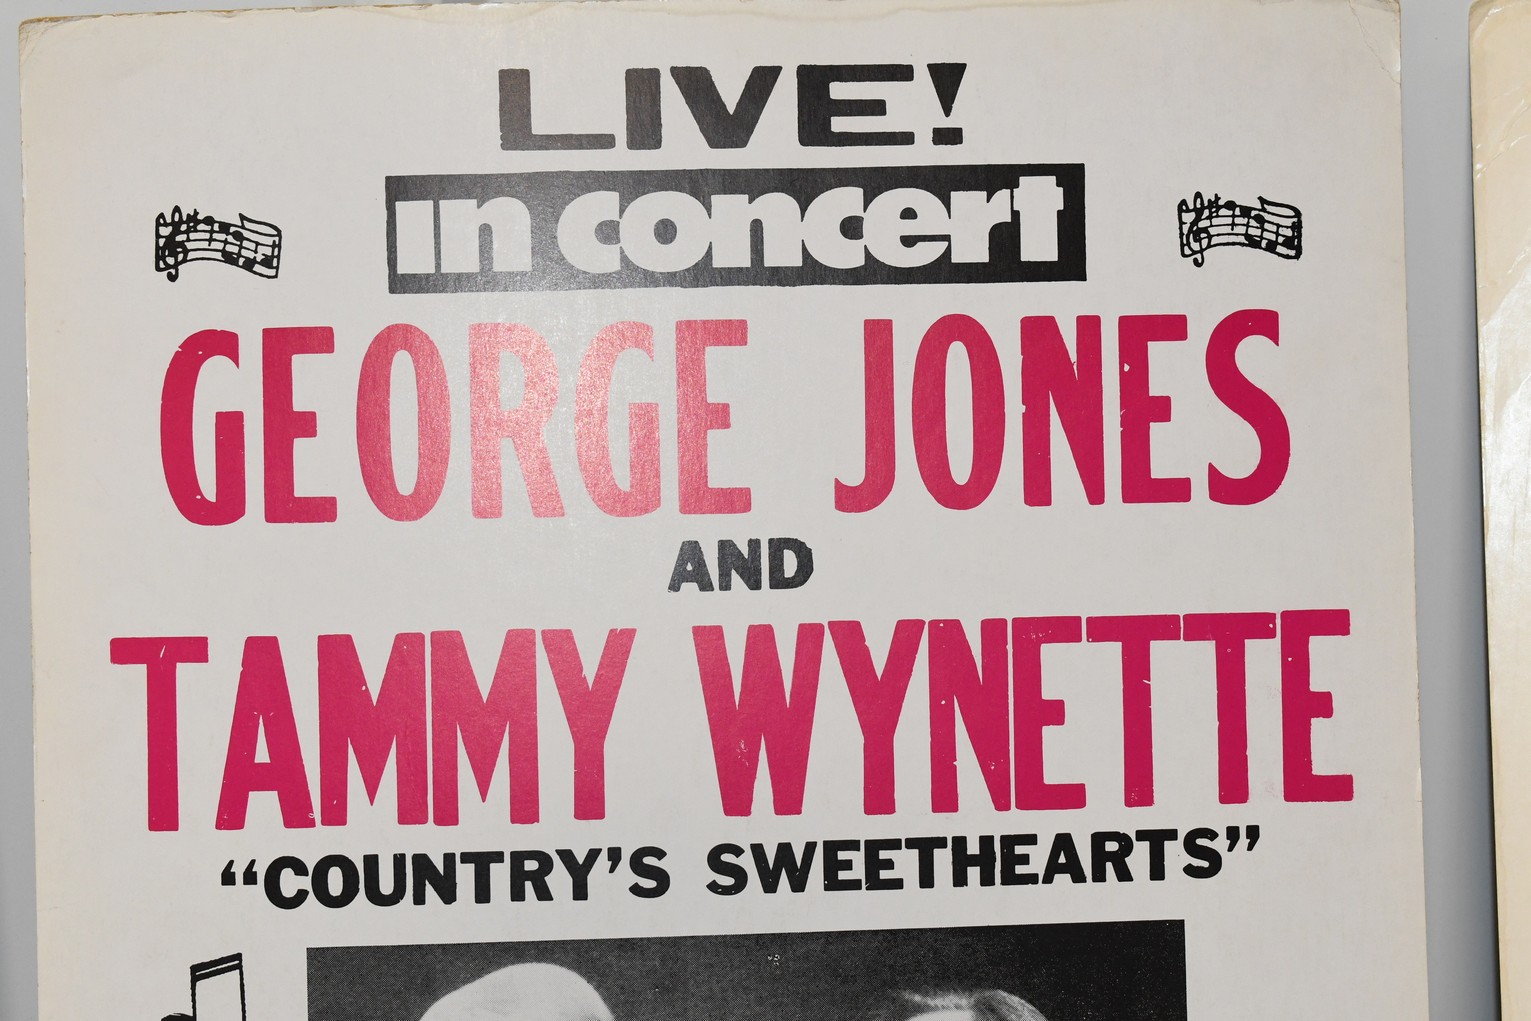 LIVE!
in concert
GEORGE JONES
AND
TAMMY WYNETTE
“COUNTRY’S SWEETHEARTS”